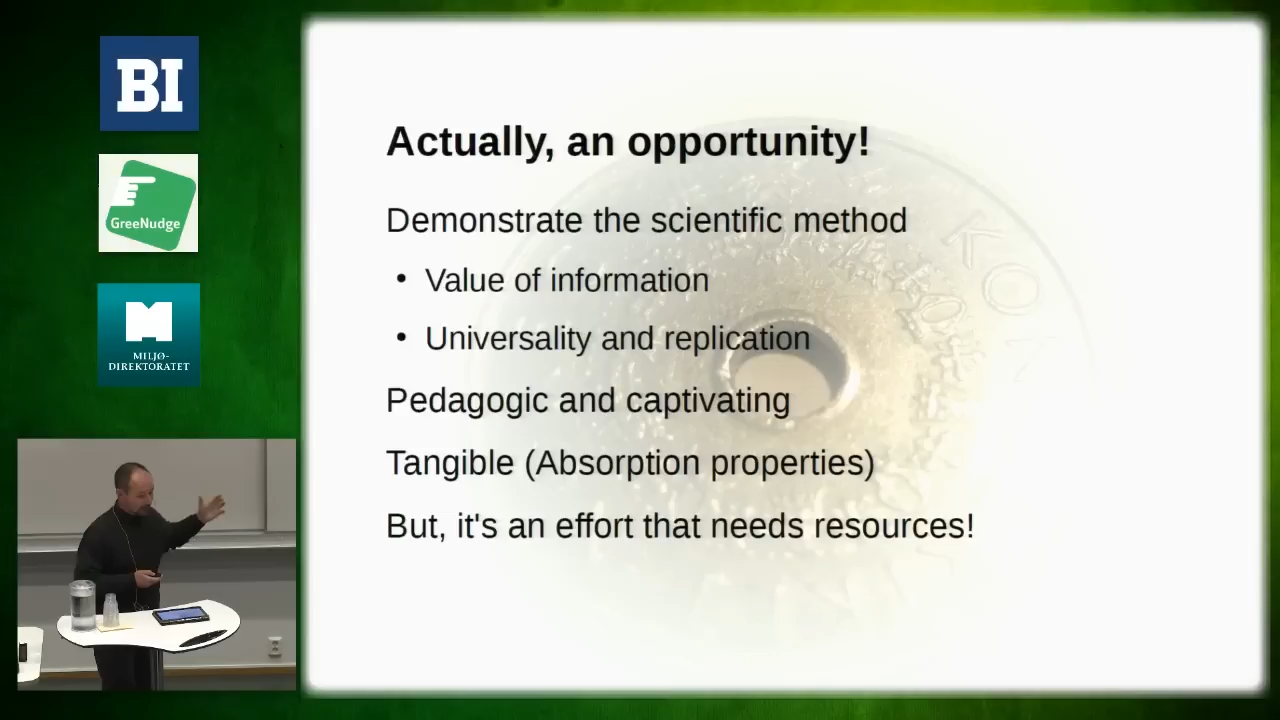 BI
GreeNudge
MILJØ-
DIREKTORATET
Actually, an opportunity!
Demonstrate the scientific method
• Value of information
• Universality and replication
Pedagogic and captivating
Tangible (Absorption properties)
But, it's an effort that needs resources!